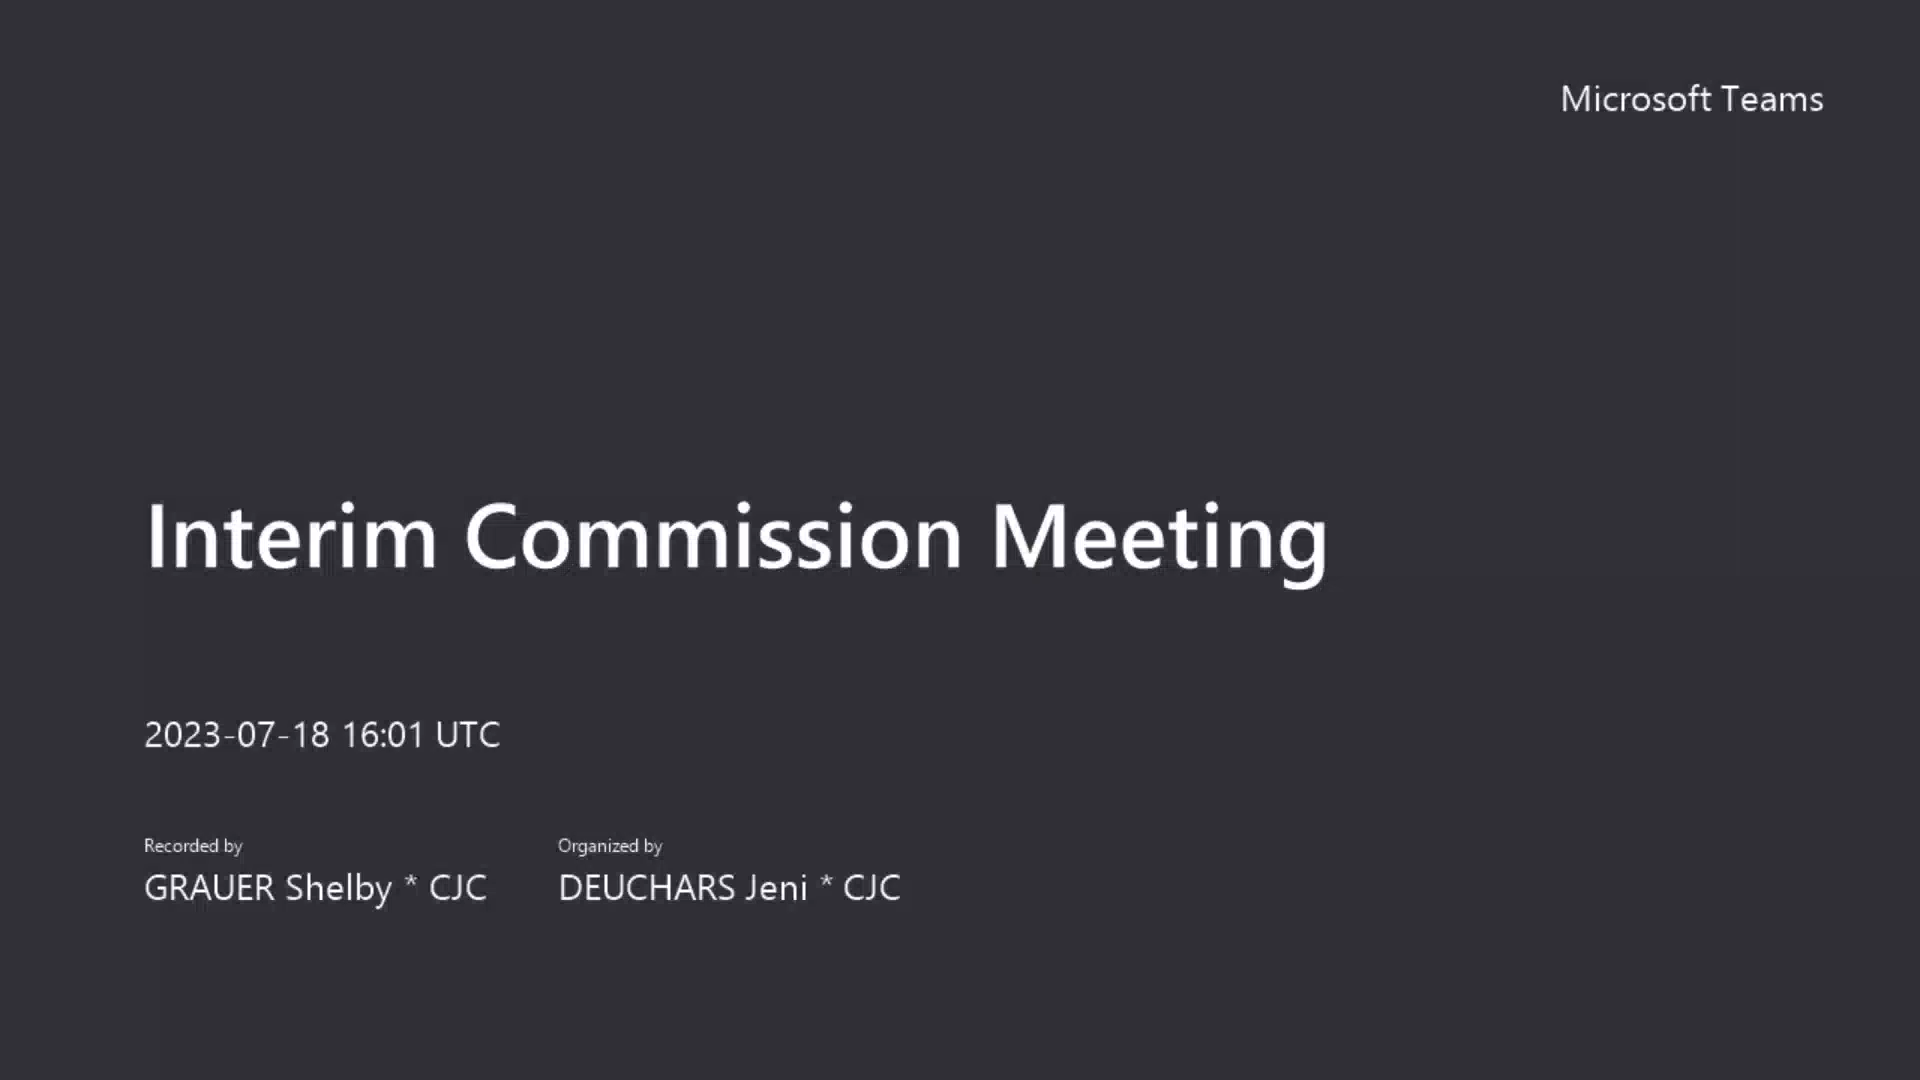 Microsoft Teams
Interim Commission Meeting
2023-07-18 16:01 UTC
Recorded by
GRAUER Shelby * CJC
Organized by
DEUCHARS Jeni * CJC